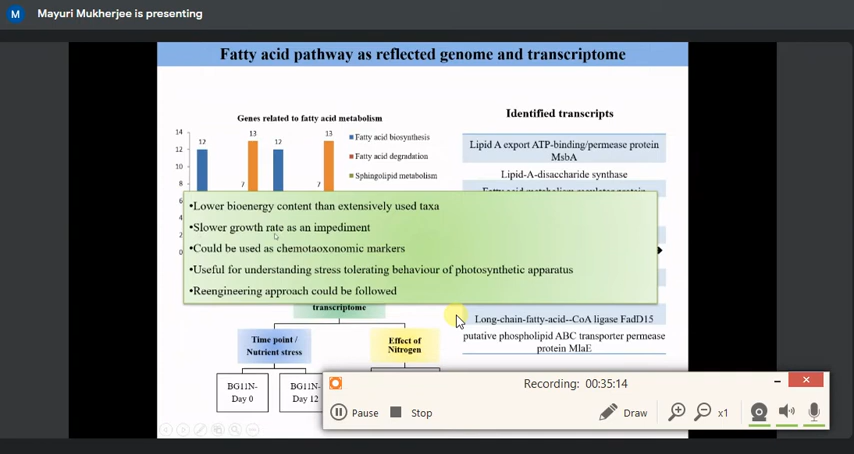 M Mayuri Mukherjee is presenting
Fatty acid pathway as reflected genome and transcriptome
Genes related to fatty acid metabolism
14
12
10
8
6
4
2
0
12
7
13
12
7
13
Fatty acid biosynthesis
Fatty acid degradation
Sphingolipid metabolism
Identified transcripts
Lipid A export ATP-binding/permease protein
MsbA
Lipid-A-disaccharide synthase
•Lower bioenergy content than extensively used taxa
•Slower growth rate as an impediment
•Could be used as chemotaoxonomic markers
•Useful for understanding stress tolerating behaviour of photosynthetic apparatus
•Reengineering approach could be followed
transcriptome
Time point /
Nutrient stress
Effect of
Nitrogen
BG11N-
Day 0
BG11N-
Day 12
Long-chain-fatty-acid--CoA ligase FadD15
putative phospholipid ABC transporter permease
protein MlaE
Recording: 00:35:14
Pause
Stop
Draw
x1